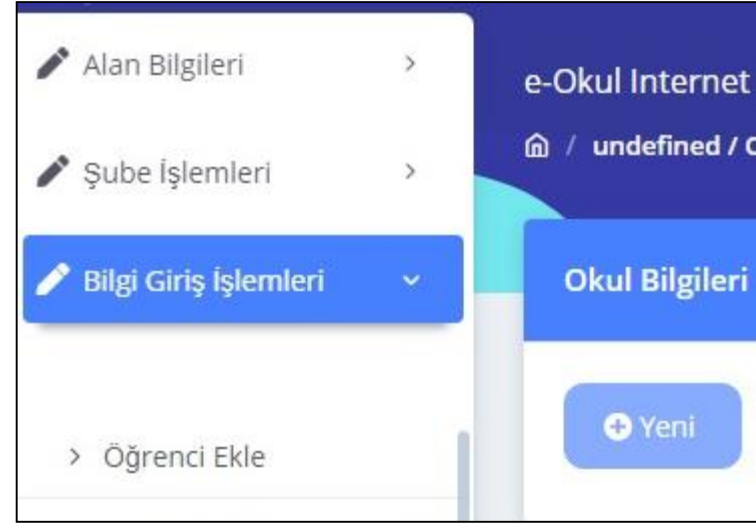 Alan Bilgileri
Şube İşlemleri
Bilgi Giriş İşlemleri
Öğrenci Ekle
e-Okul Internet
/ undefined /
Okul Bilgileri
Yeni